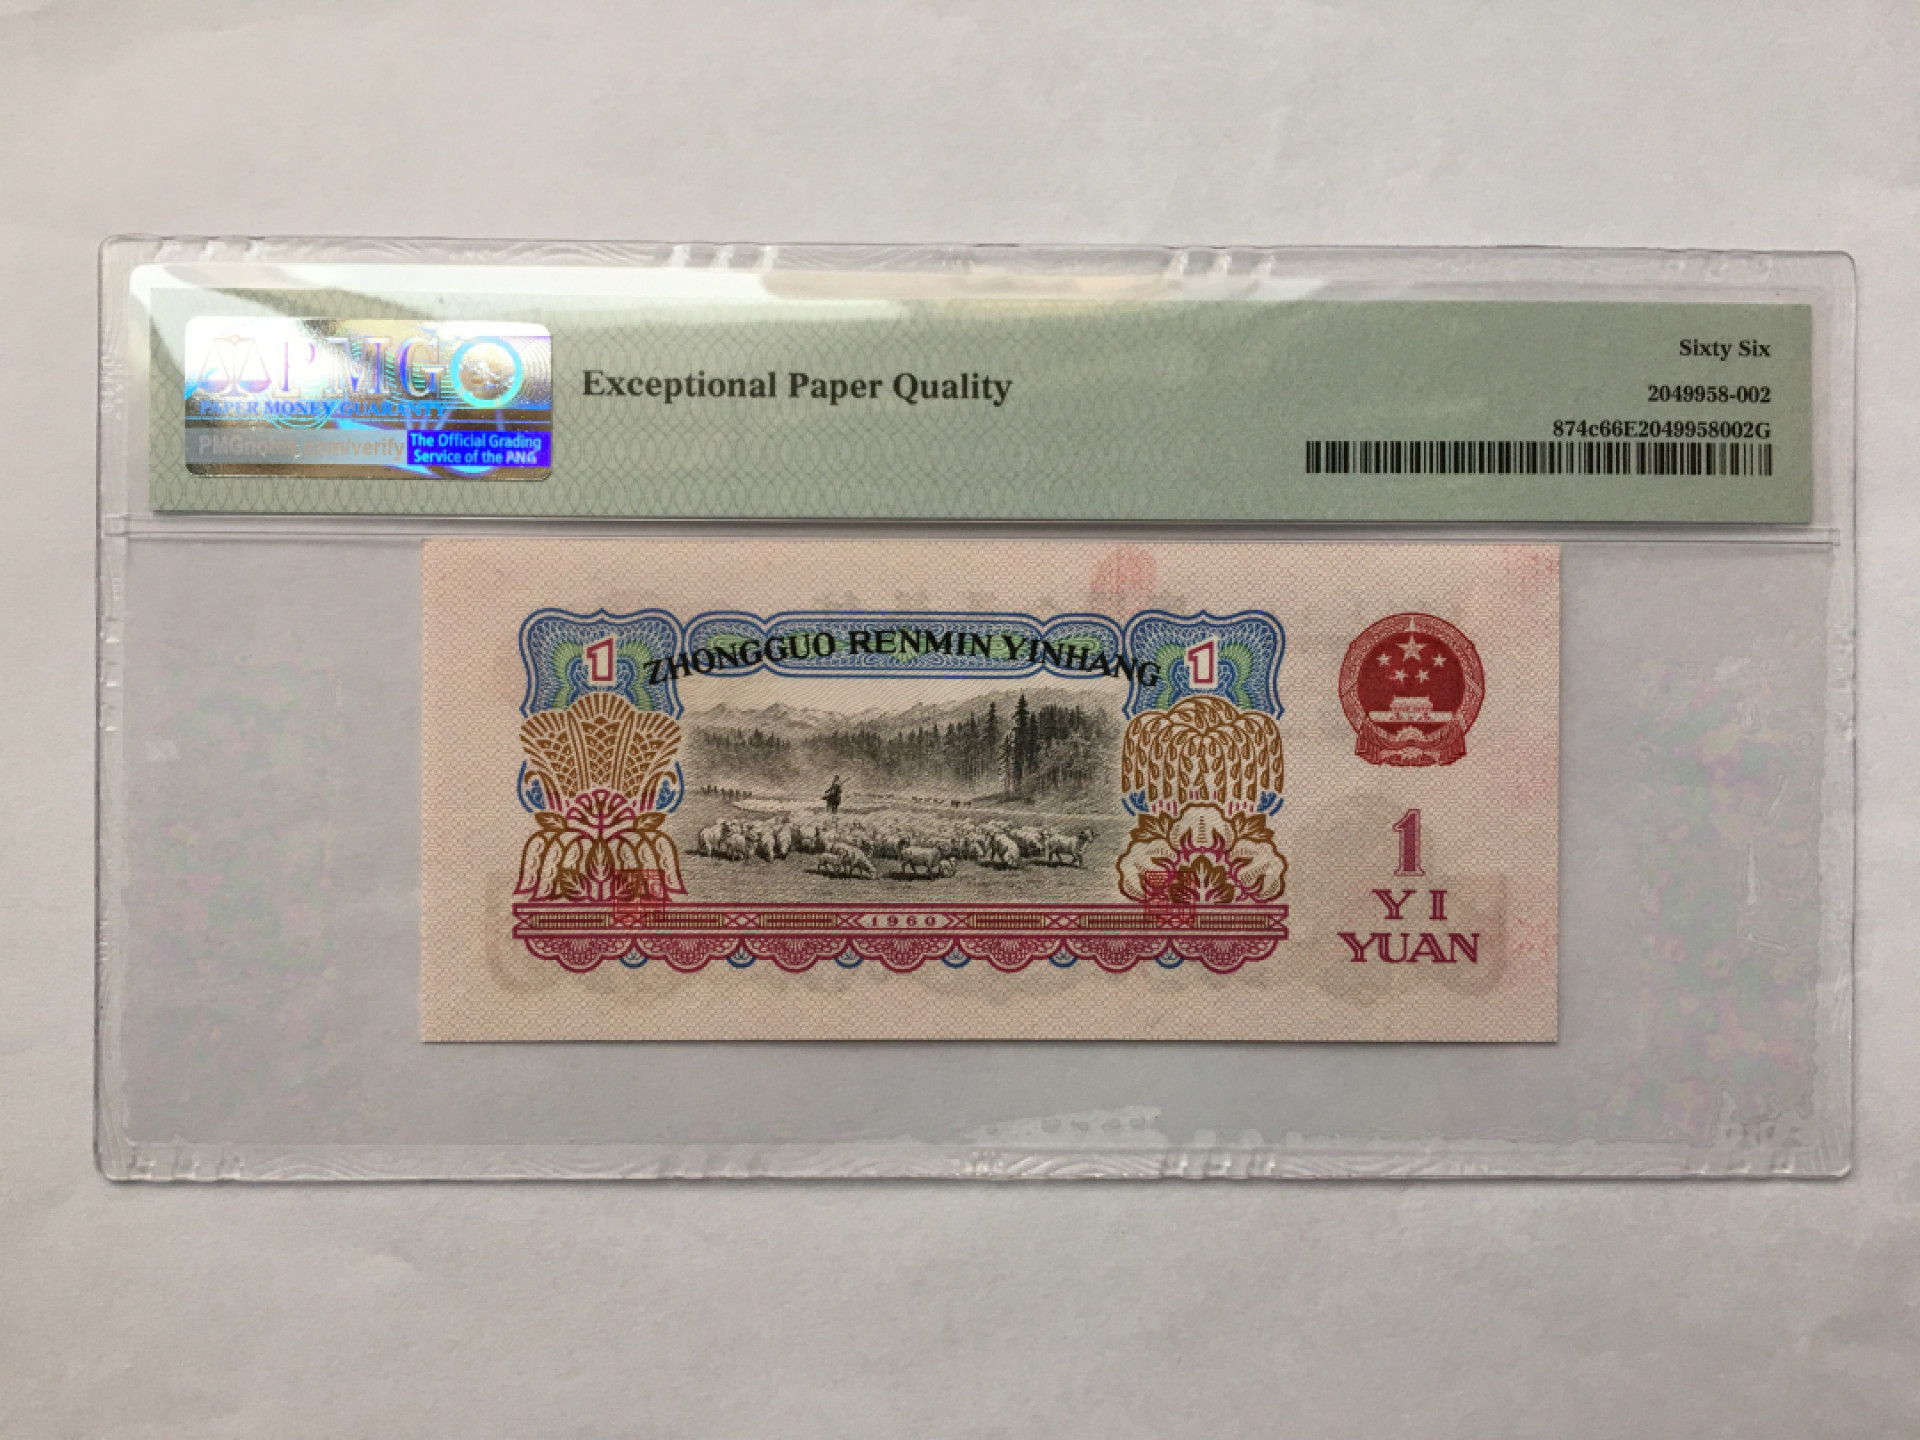 PMG
PAPER MONEY GUARANTY
PMGnotes.com/verify
The Official Grading
Service of the PNG
Exceptional Paper Quality
Sixty Six
2049958-002
874c66E2049958002G
1
ZHONGGUO RENMIN YINHANG
1
1960
1
YI
YUAN